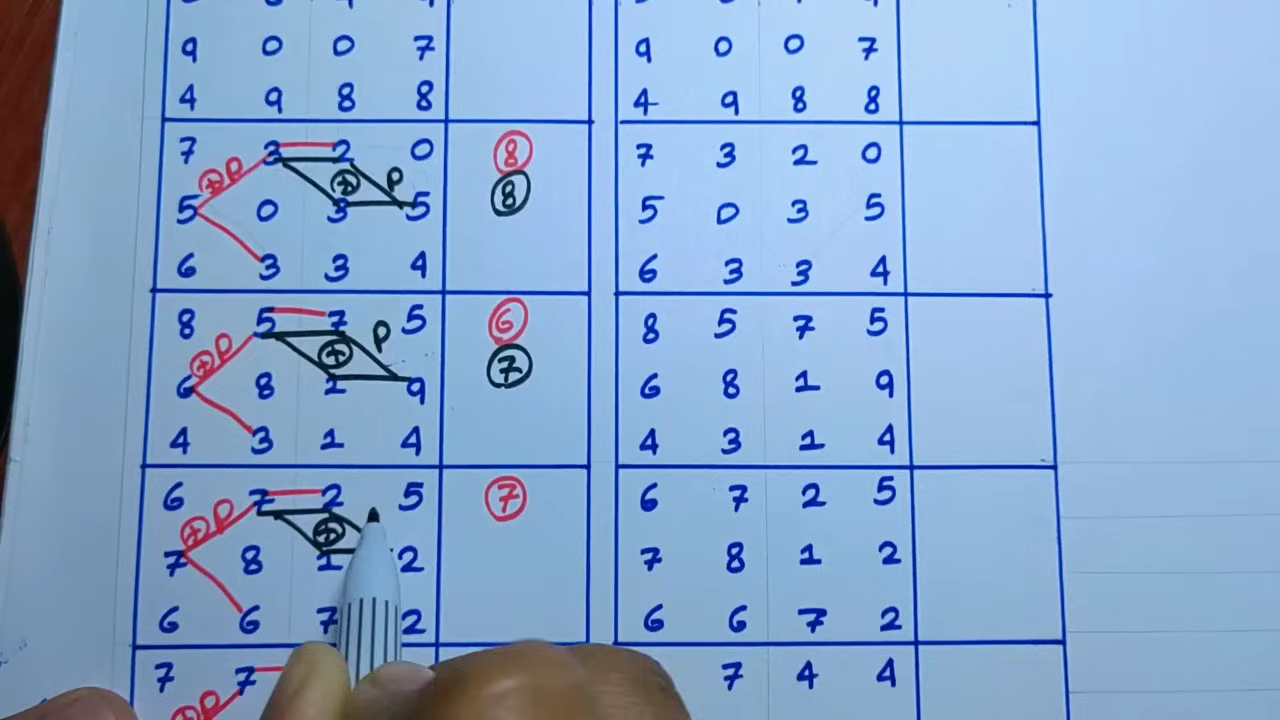 9 0 0 7 9 0 0 7
4 9 8 8 4 9 8 8
7 3 2 0 8 7 3 2 0
+ P + P 8
5 0 3 5 5 0 3 5
6 3 3 4 6 3 3 4
8 5 7 5 6 8 5 7 5
+ P + P 7
6 8 1 9 6 8 1 9
4 3 1 4 4 3 1 4
6 7 2 5 7 6 7 2 5
+ P +
7 8 1 2 7 8 1 2
6 6 7 2 6 6 7 2
7 7 7 4 4
+ P